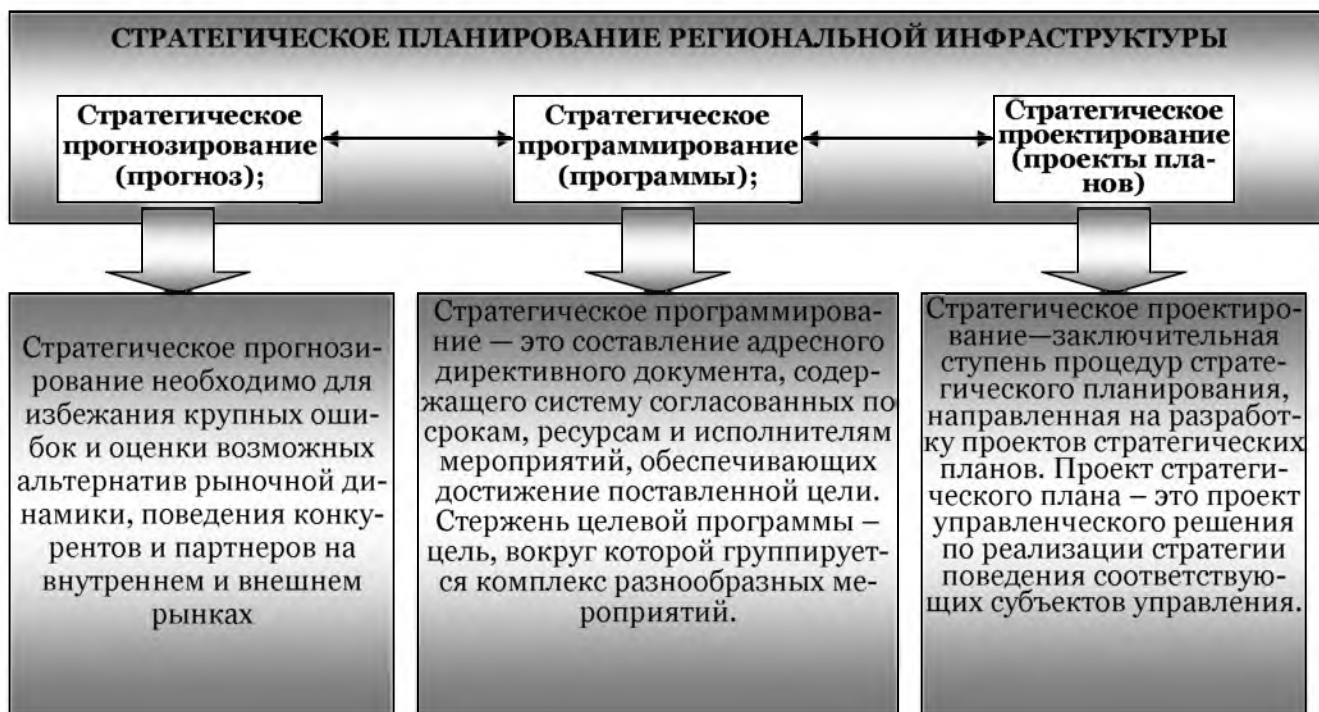 СТРАТЕГИЧЕСКОЕ ПЛАНИРОВАНИЕ РЕГИОНАЛЬНОЙ ИНФРАСТРУКТУРЫ
Стратегическое
прогнозирование
(прогноз);
Стратегическое
программирование
(программы);
Стратегическое
проектирование
(проекты пла-
нов)
Стратегическое прогнози-
рование необходимо для
избежания крупных оши-
бок и оценки возможных
альтернатив рыночной ди-
намики, поведения конку-
рентов и партнеров на
внутреннем и внешнем
рынках
Стратегическое программирова-
ние — это составление адресного
директивного документа, содер-
жащего систему согласованных по
срокам, ресурсам и исполнителям
мероприятий, обеспечивающих
достижение поставленной цели.
Стержень целевой программы –
цель, вокруг которой группирует-
ся комплекс разнообразных ме-
роприятий.
Стратегическое проектиро-
вание—заключительная
ступень процедур страте-
гического планирования,
направленная на разработ-
ку проектов стратегических
планов. Проект стратеги-
ческого плана – это проект
управленческого решения
по реализации стратегии
поведения соответствую-
щих субъектов управления.